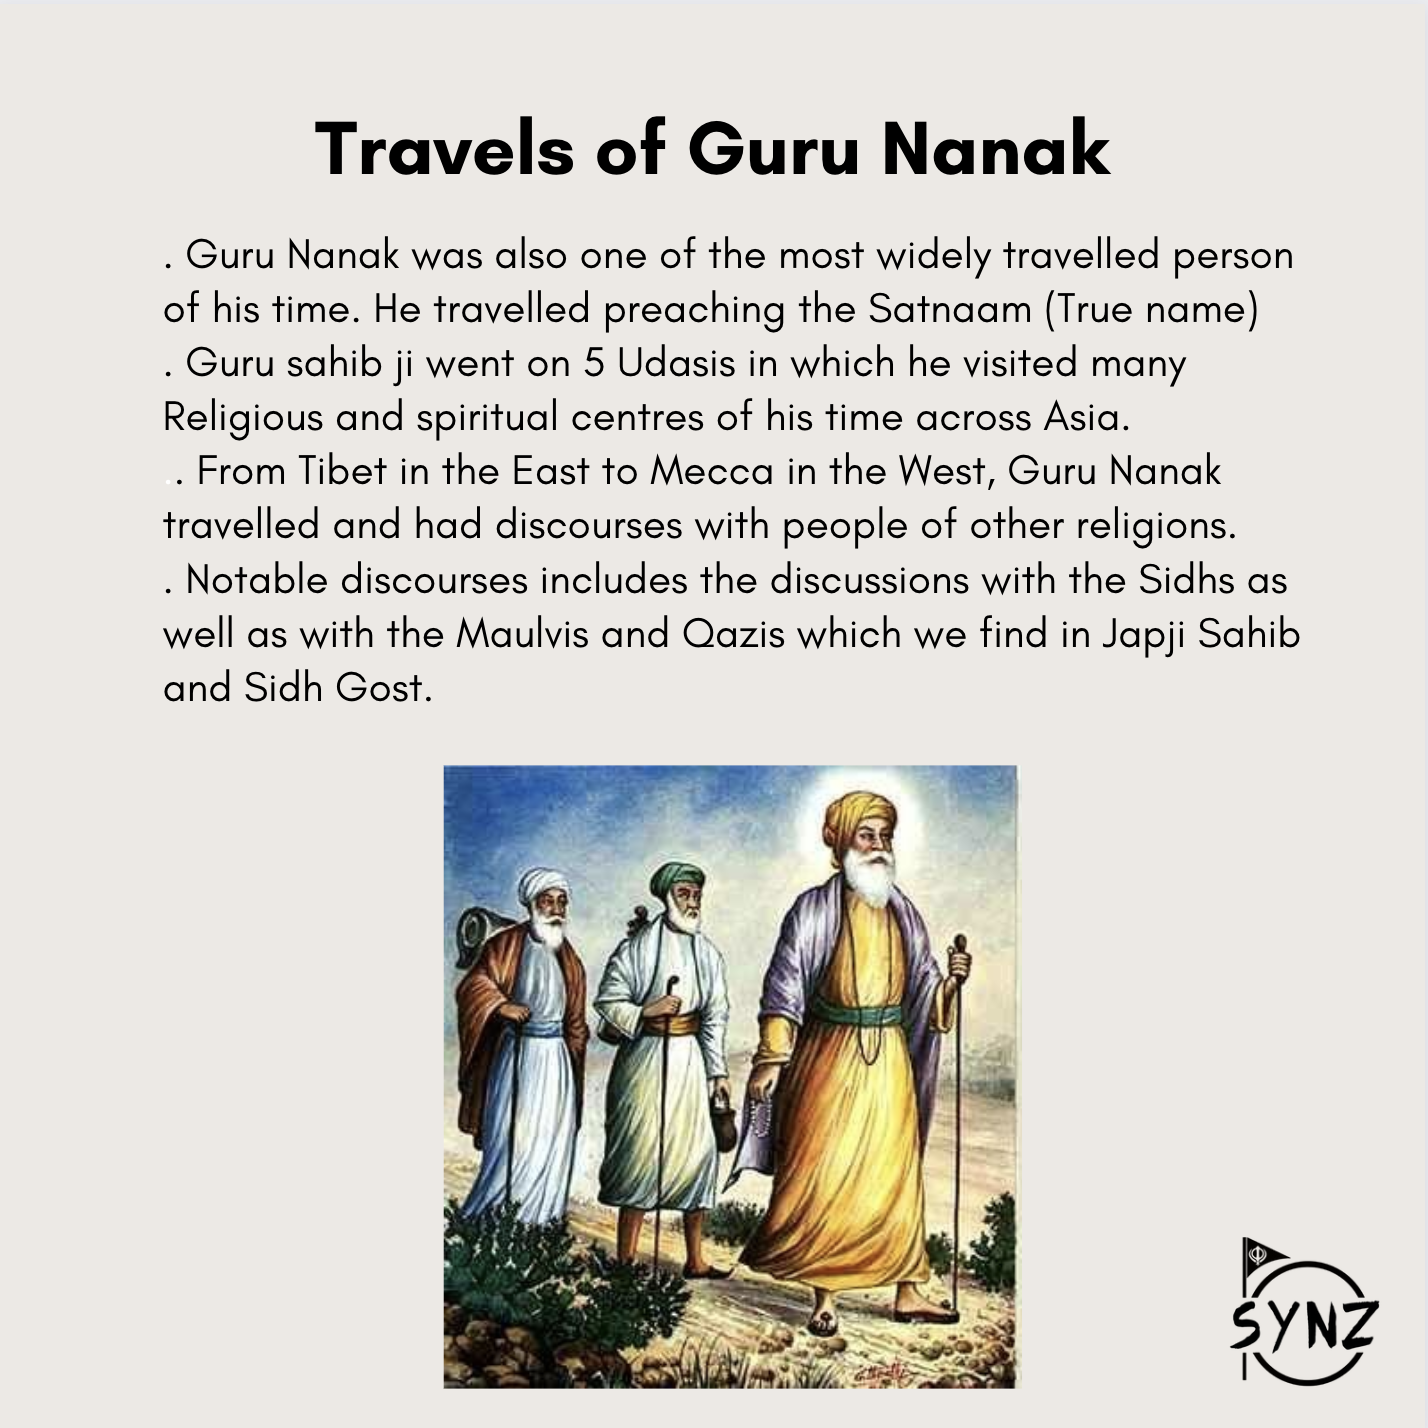 Travels of Guru Nanak
. Guru Nanak was also one of the most widely travelled person
of his time. He travelled preaching the Satnaam (True name)
. Guru sahib ji went on 5 Udasis in which he visited many
Religious and spiritual centres of his time across Asia.
.. From Tibet in the East to Mecca in the West, Guru Nanak
travelled and had discourses with people of other religions.
. Notable discourses includes the discussions with the Sidhs as
well as with the Maulvis and Qazis which we find in Japji Sahib
and Sidh Gost.
SYNZ